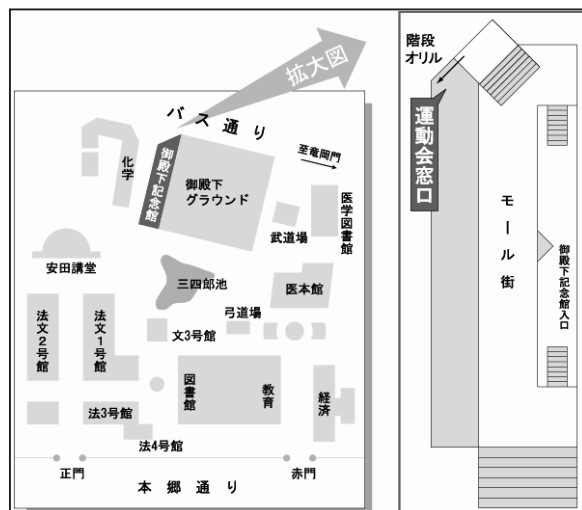 拡大図
バス通り
至竜岡門
化学
御殿下記念館
御殿下
グラウンド
医学図書館
武道場
安田講堂
三四郎池
医本館
弓道場
法文2号館
法文1号館
文3号館
図書館
教育
経済
法3号館
法4号館
正門
赤門
本郷通り
階段
オリル
運動会窓口
モール街
御殿下記念館入口